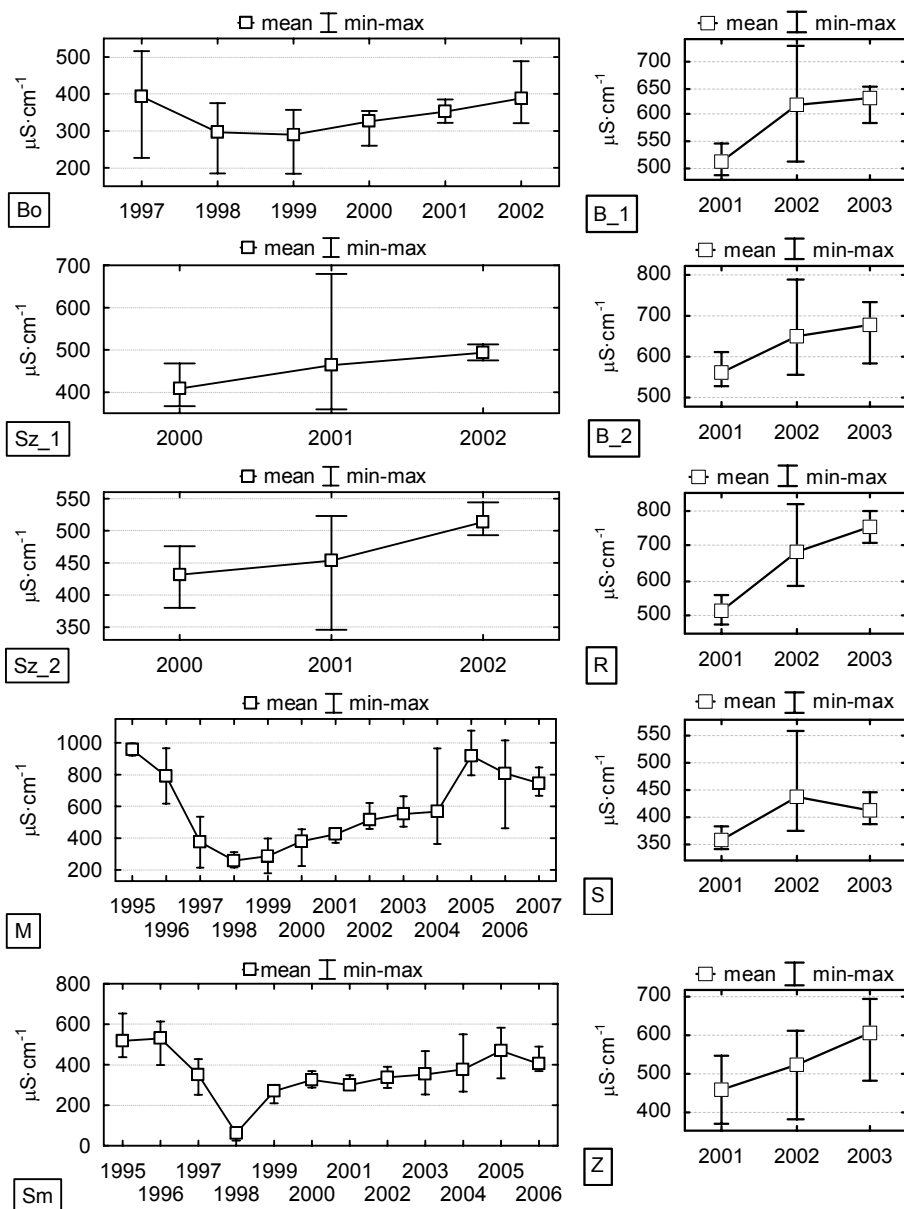 mean min-max
μS·cm⁻¹
500
400
300
200
Bo
1997 1998 1999 2000 2001 2002
mean min-max
μS·cm⁻¹
700
650
600
550
500
B_1
2001 2002 2003
mean min-max
μS·cm⁻¹
700
600
500
400
Sz_1
2000 2001 2002
mean min-max
μS·cm⁻¹
800
700
600
500
B_2
2001 2002 2003
mean min-max
μS·cm⁻¹
550
500
450
400
350
Sz_2
2000 2001 2002
mean min-max
μS·cm⁻¹
800
700
600
500
R
2001 2002 2003
mean min-max
μS·cm⁻¹
1000
800
600
400
200
M
1995 1997 1999 2001 2003 2005 2007
1996 1998 2000 2002 2004 2006
mean min-max
μS·cm⁻¹
550
500
450
400
350
S
2001 2002 2003
mean min-max
μS·cm⁻¹
800
600
400
200
0
Sm
1995 1997 1999 2001 2003 2005
1996 1998 2000 2002 2004 2006
mean min-max
μS·cm⁻¹
700
600
500
400
Z
2001 2002 2003